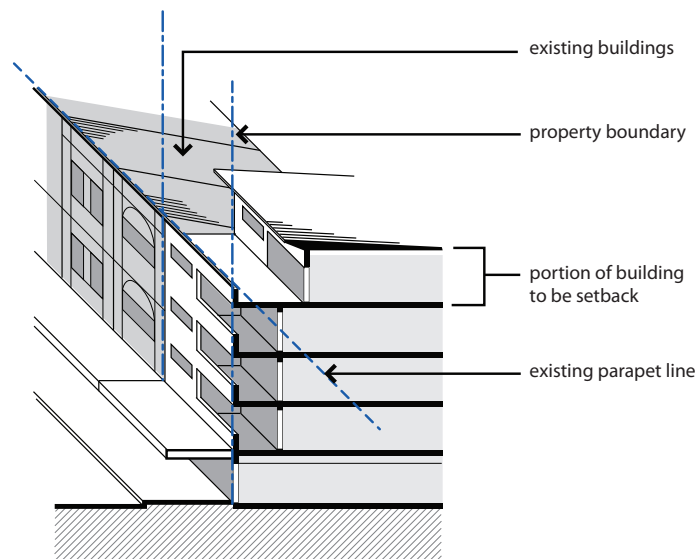 existing buildings
property boundary
portion of building
to be setback
existing parapet line